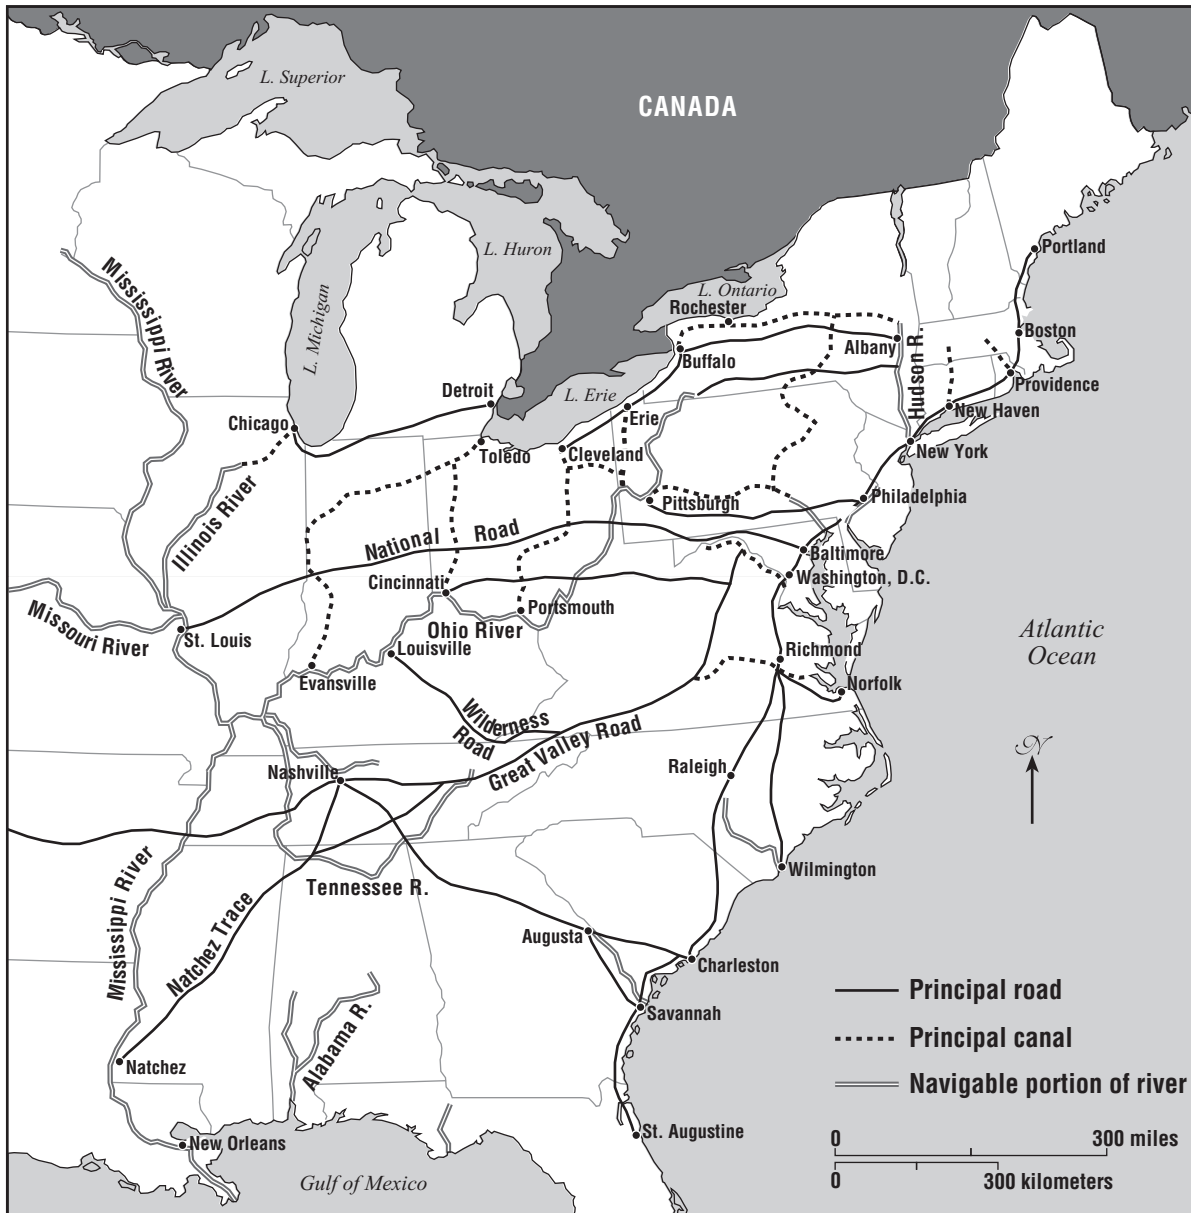 CANADA
L. Superior
L. Huron
L. Michigan
L. Ontario
L. Erie
Portland
Rochester
Boston
Buffalo
Albany
Hudson R.
Providence
Mississippi River
Detroit
Erie
New Haven
Chicago
Toledo
Cleveland
New York
Pittsburgh
Philadelphia
Illinois River
National
Road
Baltimore
Washington, D.C.
Cincinnati
Portsmouth
Missouri River
St. Louis
Ohio River
Louisville
Richmond
Evansville
Norfolk
Atlantic
Ocean
Wilderness
Road
Great Valley Road
N
Nashville
Raleigh
Wilmington
Tennessee R.
Mississippi River
Natchez Trace
Augusta
Charleston
Savannah
Alabama R.
Natchez
St. Augustine
New Orleans
Gulf of Mexico
Principal road
Principal canal
Navigable portion of river
0 300 miles
0 300 kilometers